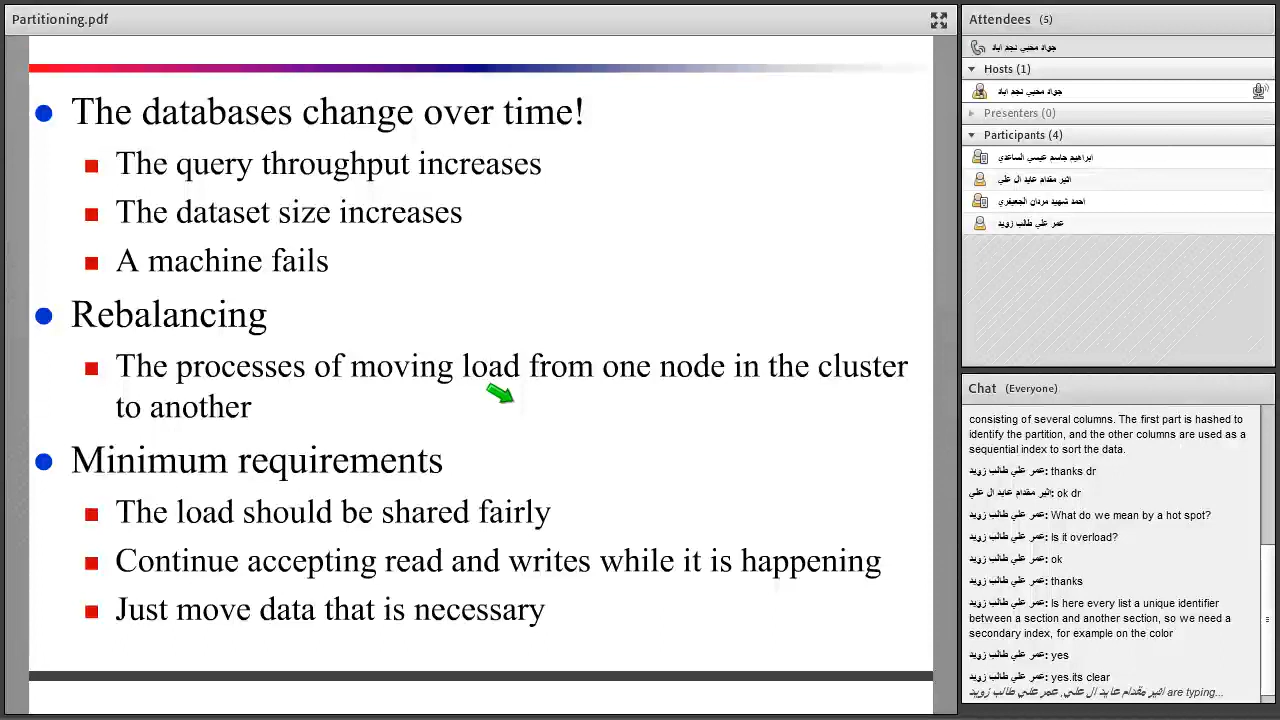 Partitioning.pdf
The databases change over time!
The query throughput increases
The dataset size increases
A machine fails
Rebalancing
The processes of moving load from one node in the cluster
to another
Minimum requirements
The load should be shared fairly
Continue accepting read and writes while it is happening
Just move data that is necessary
Attendees (5)
جواد محبي نجم اباد
Hosts (1)
جواد محبي نجم اباد
Presenters (0)
Participants (4)
ابراهيم جاسم عيسي الساعدي
اثير مقدام عايد ال علي
احمد شهيد مردان الجعيفري
عمر علي طالب زويد
Chat (Everyone)
consisting of several columns. The first part is hashed to
identify the partition, and the other columns are used as a
sequential index to sort the data.
عمر علي طالب زويد: thanks dr
اثير مقدام عايد ال علي: ok dr
عمر علي طالب زويد: What do we mean by a hot spot?
عمر علي طالب زويد: Is it overload?
عمر علي طالب زويد: ok
عمر علي طالب زويد: thanks
عمر علي طالب زويد: Is here every list a unique identifier
between a section and another section, so we need a
secondary index, for example on the color
عمر علي طالب زويد: yes
عمر علي طالب زويد: yes.its clear
اثير مقدام عايد ال علي, عمر علي طالب زويد are typing...